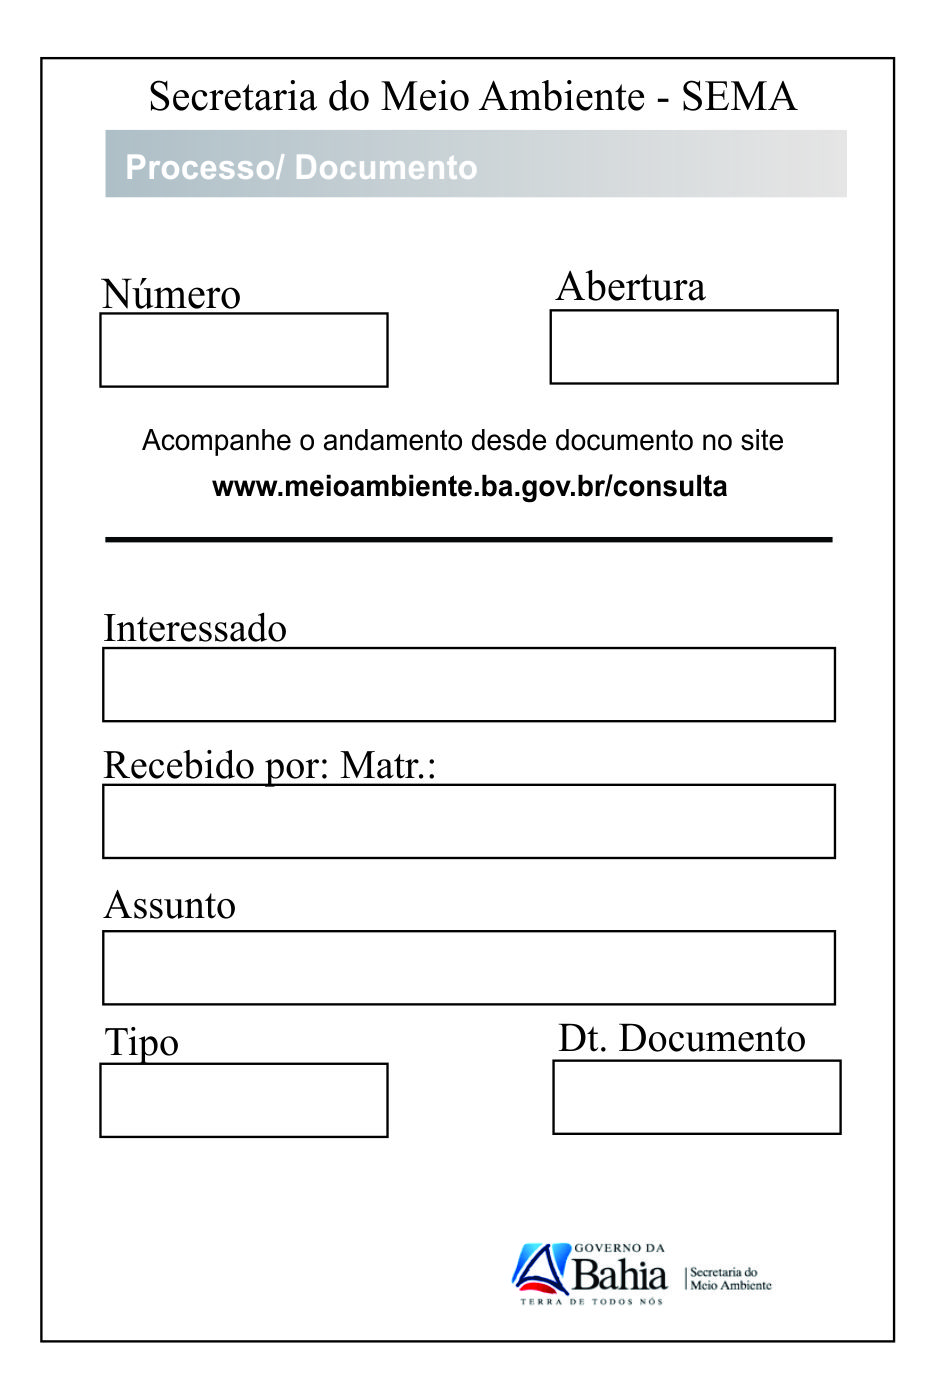 Secretaria do Meio Ambiente - SEMA
Processo/ Documento
Número
Abertura
Acompanhe o andamento desde documento no site
www.meioambiente.ba.gov.br/consulta
Interessado
Recebido por: Matr.:
Assunto
Tipo
Dt. Documento
GOVERNO DA
Bahia
TERRA DE TODOS NÓS
Secretaria do
Meio Ambiente